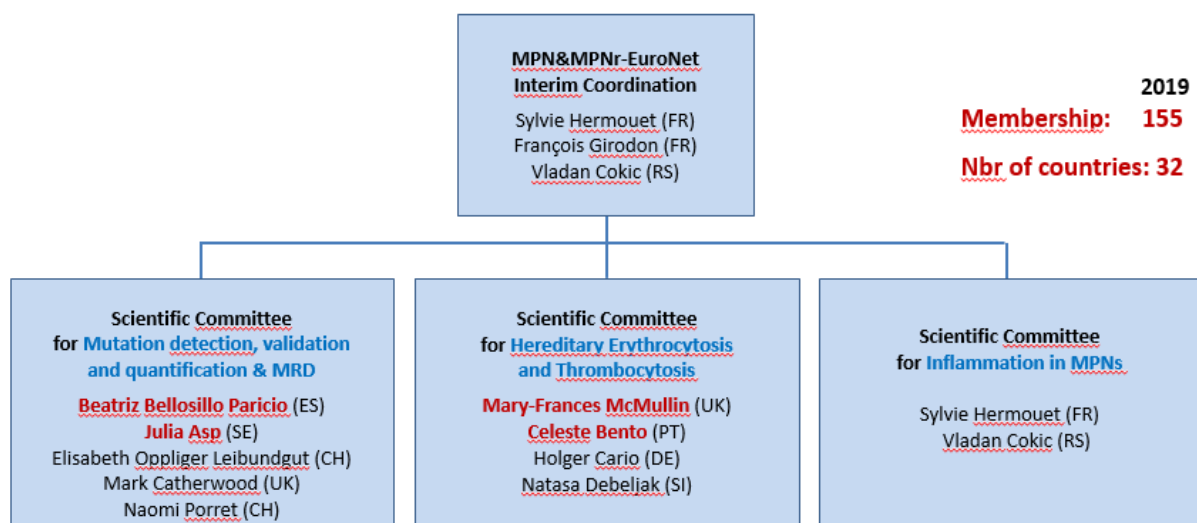 MPN&MPNr-EuroNet
Interim Coordination
Sylvie Hermouet (FR)
François Girodon (FR)
Vladan Cokic (RS)
2019
Membership: 155
Nbr of countries: 32
Scientific Committee
for Mutation detection, validation
and quantification & MRD
Beatriz Bellosillo Paricio (ES)
Julia Asp (SE)
Elisabeth Oppliger Leibundgut (CH)
Mark Catherwood (UK)
Naomi Porret (CH)
Scientific Committee
for Hereditary Erythrocytosis
and Thrombocytosis
Mary-Frances McMullin (UK)
Celeste Bento (PT)
Holger Cario (DE)
Natasa Debeljak (SI)
Scientific Committee
for Inflammation in MPNs
Sylvie Hermouet (FR)
Vladan Cokic (RS)